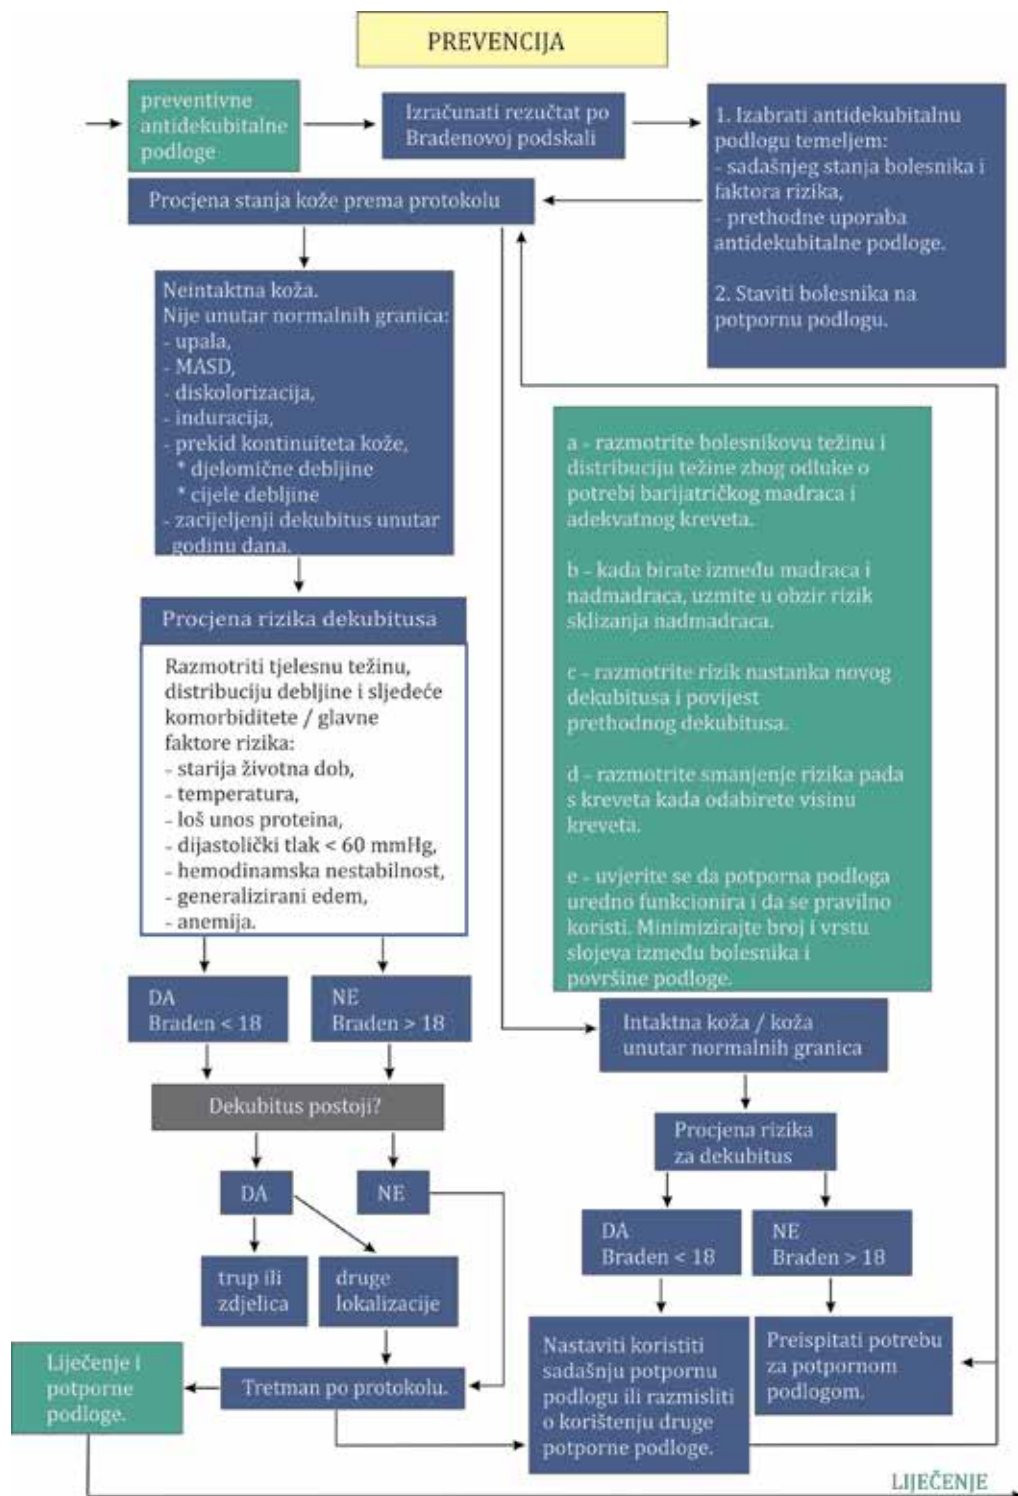 PREVENCIJA
preventivne
antidekubitalne
podloge
Izračunati rezučtat po
Bradenovoj podskali
1. Izabrati antidekubitalnu
podlogu temeljem:
- sadašnjeg stanja bolesnika i
faktora rizika,
- prethodne uporaba
antidekubitalne podloge.
2. Staviti bolesnika na
potpornu podlogu.
Procjena stanja kože prema protokolu
Neintaktna koža.
Nije unutar normalnih granica:
- upala,
- MASD,
- diskolorizacija,
- induracija,
- prekid kontinuiteta kože,
* djelomične debljine
* cijele debljine
- zacijeljenji dekubitus unutar
godinu dana.
Procjena rizika dekubitusa
Razmotriti tjelesnu težinu,
distribuciju debljine i sljedeće
komorbiditete / glavne
faktore rizika:
- starija životna dob,
- temperatura,
- loš unos proteina,
- dijastolički tlak < 60 mmHg,
- hemodinamska nestabilnost,
- generalizirani edem,
- anemija.
a - razmotrite bolesnikovu težinu i
distribuciju težine zbog odluke o
potrebi barijatričkog madraca i
adekvatnog kreveta.
b - kada birate između madraca i
nadmadraca, uzmite u obzir rizik
sklizanja nadmadraca.
c - razmotrite rizik nastanka novog
dekubitusa i povijest
prethodnog dekubitusa.
d - razmotrite smanjenje rizika pada
s kreveta kada odabirete visinu
kreveta.
e - uvjerite se da potporna podloga
uredno funkcionira i da se pravilno
koristi. Minimizirajte broj i vrstu
slojeva između bolesnika i
površine podloge.
DA
Braden < 18
NE
Braden > 18
Dekubitus postoji?
DA
NE
trup ili
zdjelica
druge
lokalizacije
Tretman po protokolu.
Liječenje i
potporne
podloge.
Intaktna koža / koža
unutar normalnih granica
Procjena rizika
za dekubitus
DA
Braden < 18
NE
Braden > 18
Nastaviti koristiti
sadašnju potpornu
podlogu ili razmisliti
o korištenju druge
potporne podloge.
Preispitati potrebu
za potpornom
podlogom.
LIJEČENJE